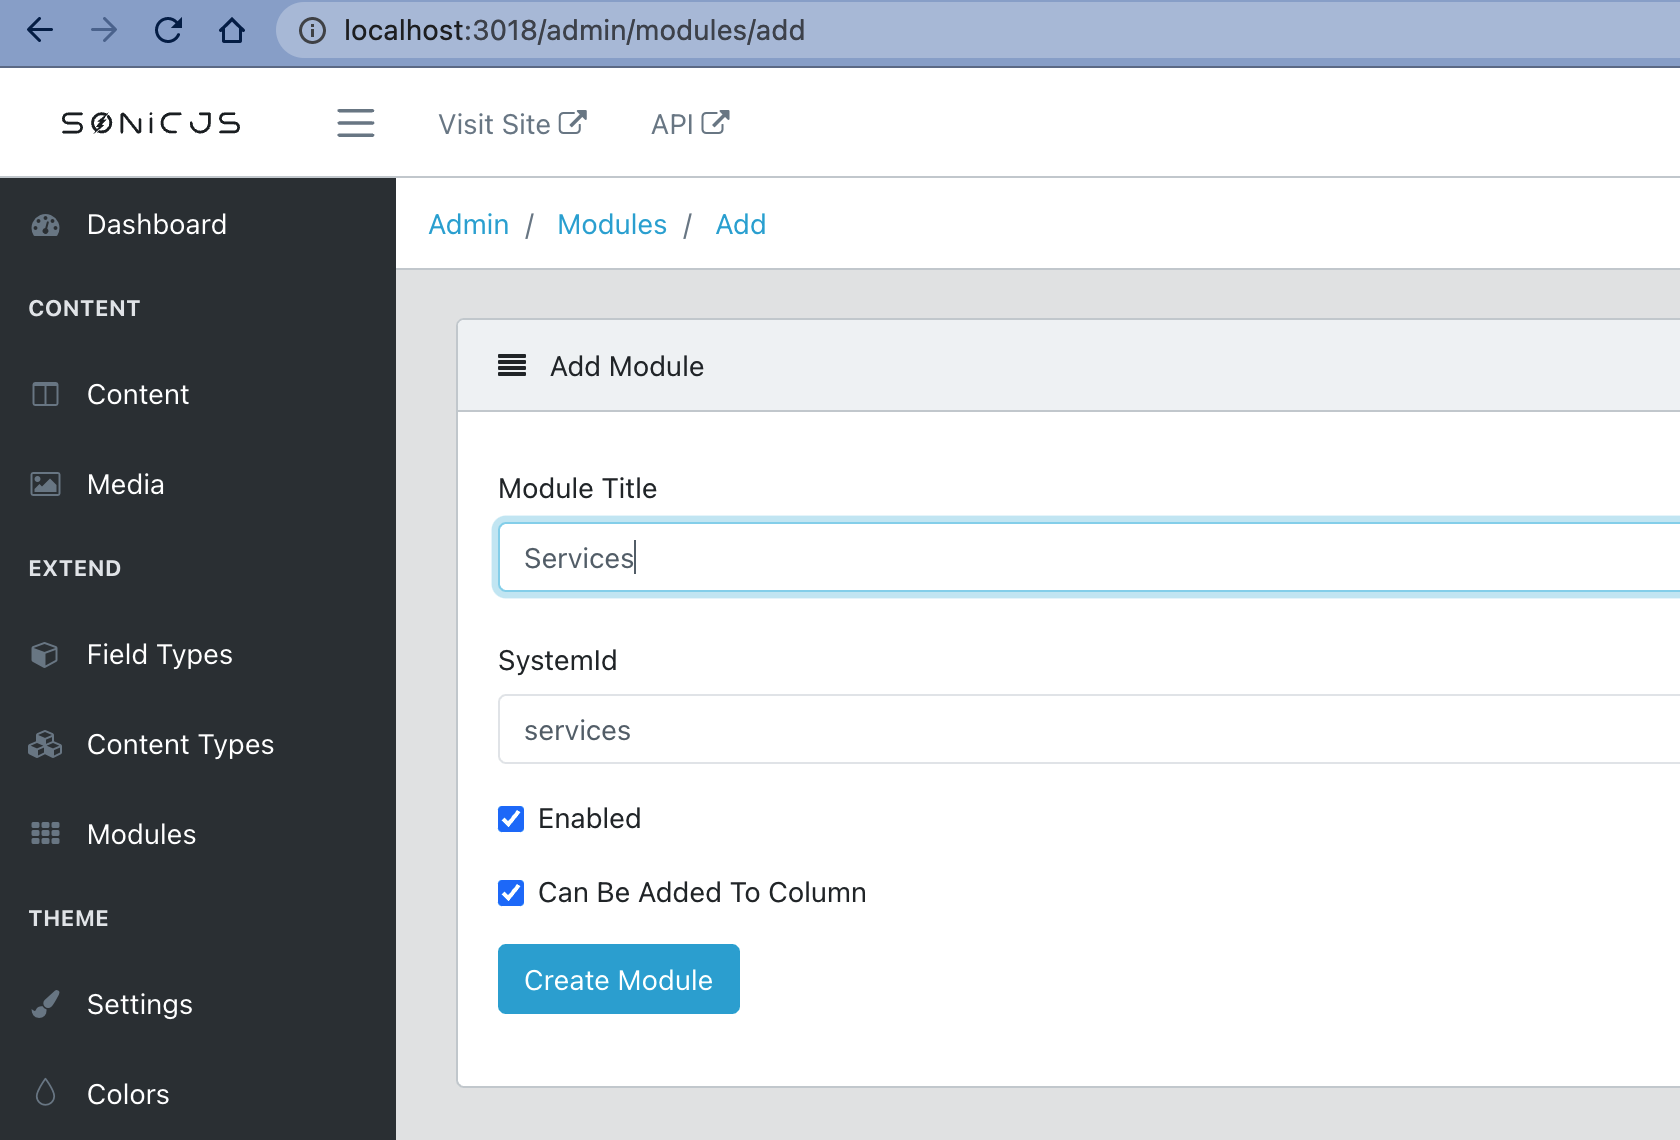 localhost:3018/admin/modules/add
SONiCJS
Visit Site
API
Dashboard
CONTENT
Content
Media
EXTEND
Field Types
Content Types
Modules
THEME
Settings
Colors
Admin / Modules / Add
Add Module
Module Title
Services
SystemId
services
Enabled
Can Be Added To Column
Create Module